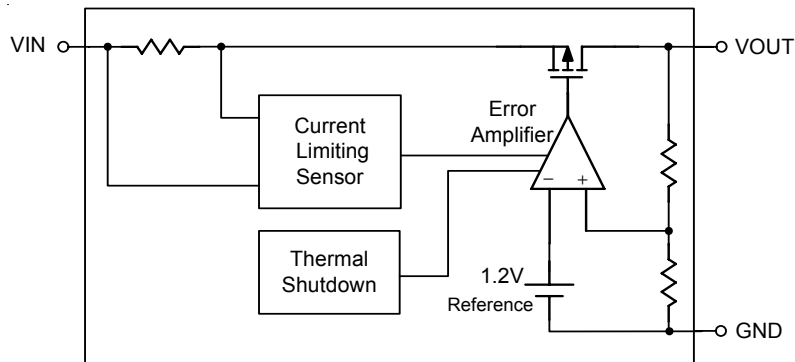 VIN
VOUT
Error
Amplifier
Current
Limiting
Sensor
− +
Thermal
Shutdown
1.2V
Reference
GND